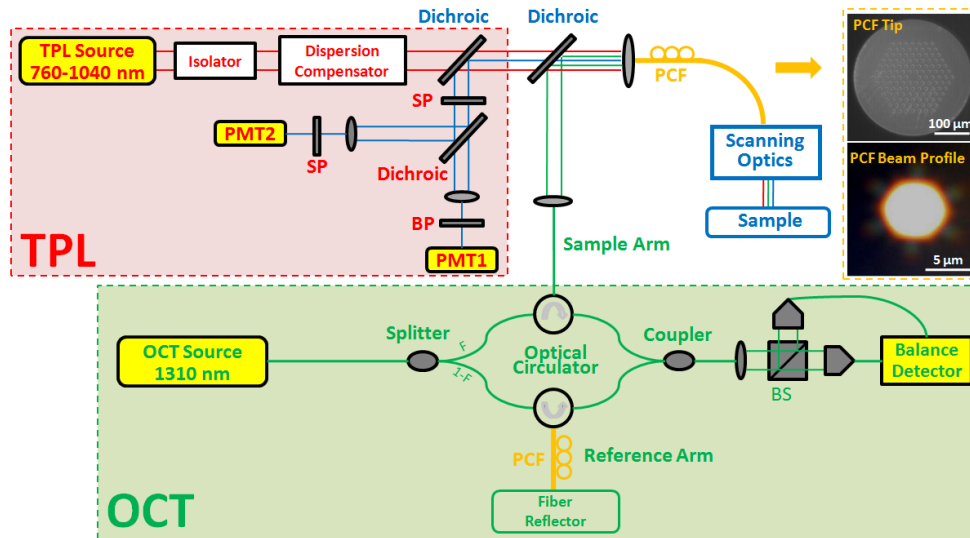 Dichroic
Dichroic
TPL Source
760-1040 nm
Isolator
Dispersion
Compensator
SP
PMT2
SP
Dichroic
BP
PMT1
TPL
PCF
Scanning
Optics
Sample
PCF Tip
100 µm
PCF Beam Profile
5 µm
Sample Arm
OCT Source
1310 nm
Splitter
F
1-F
Optical
Circulator
Coupler
BS
Balance
Detector
PCF
Reference Arm
Fiber
Reflector
OCT